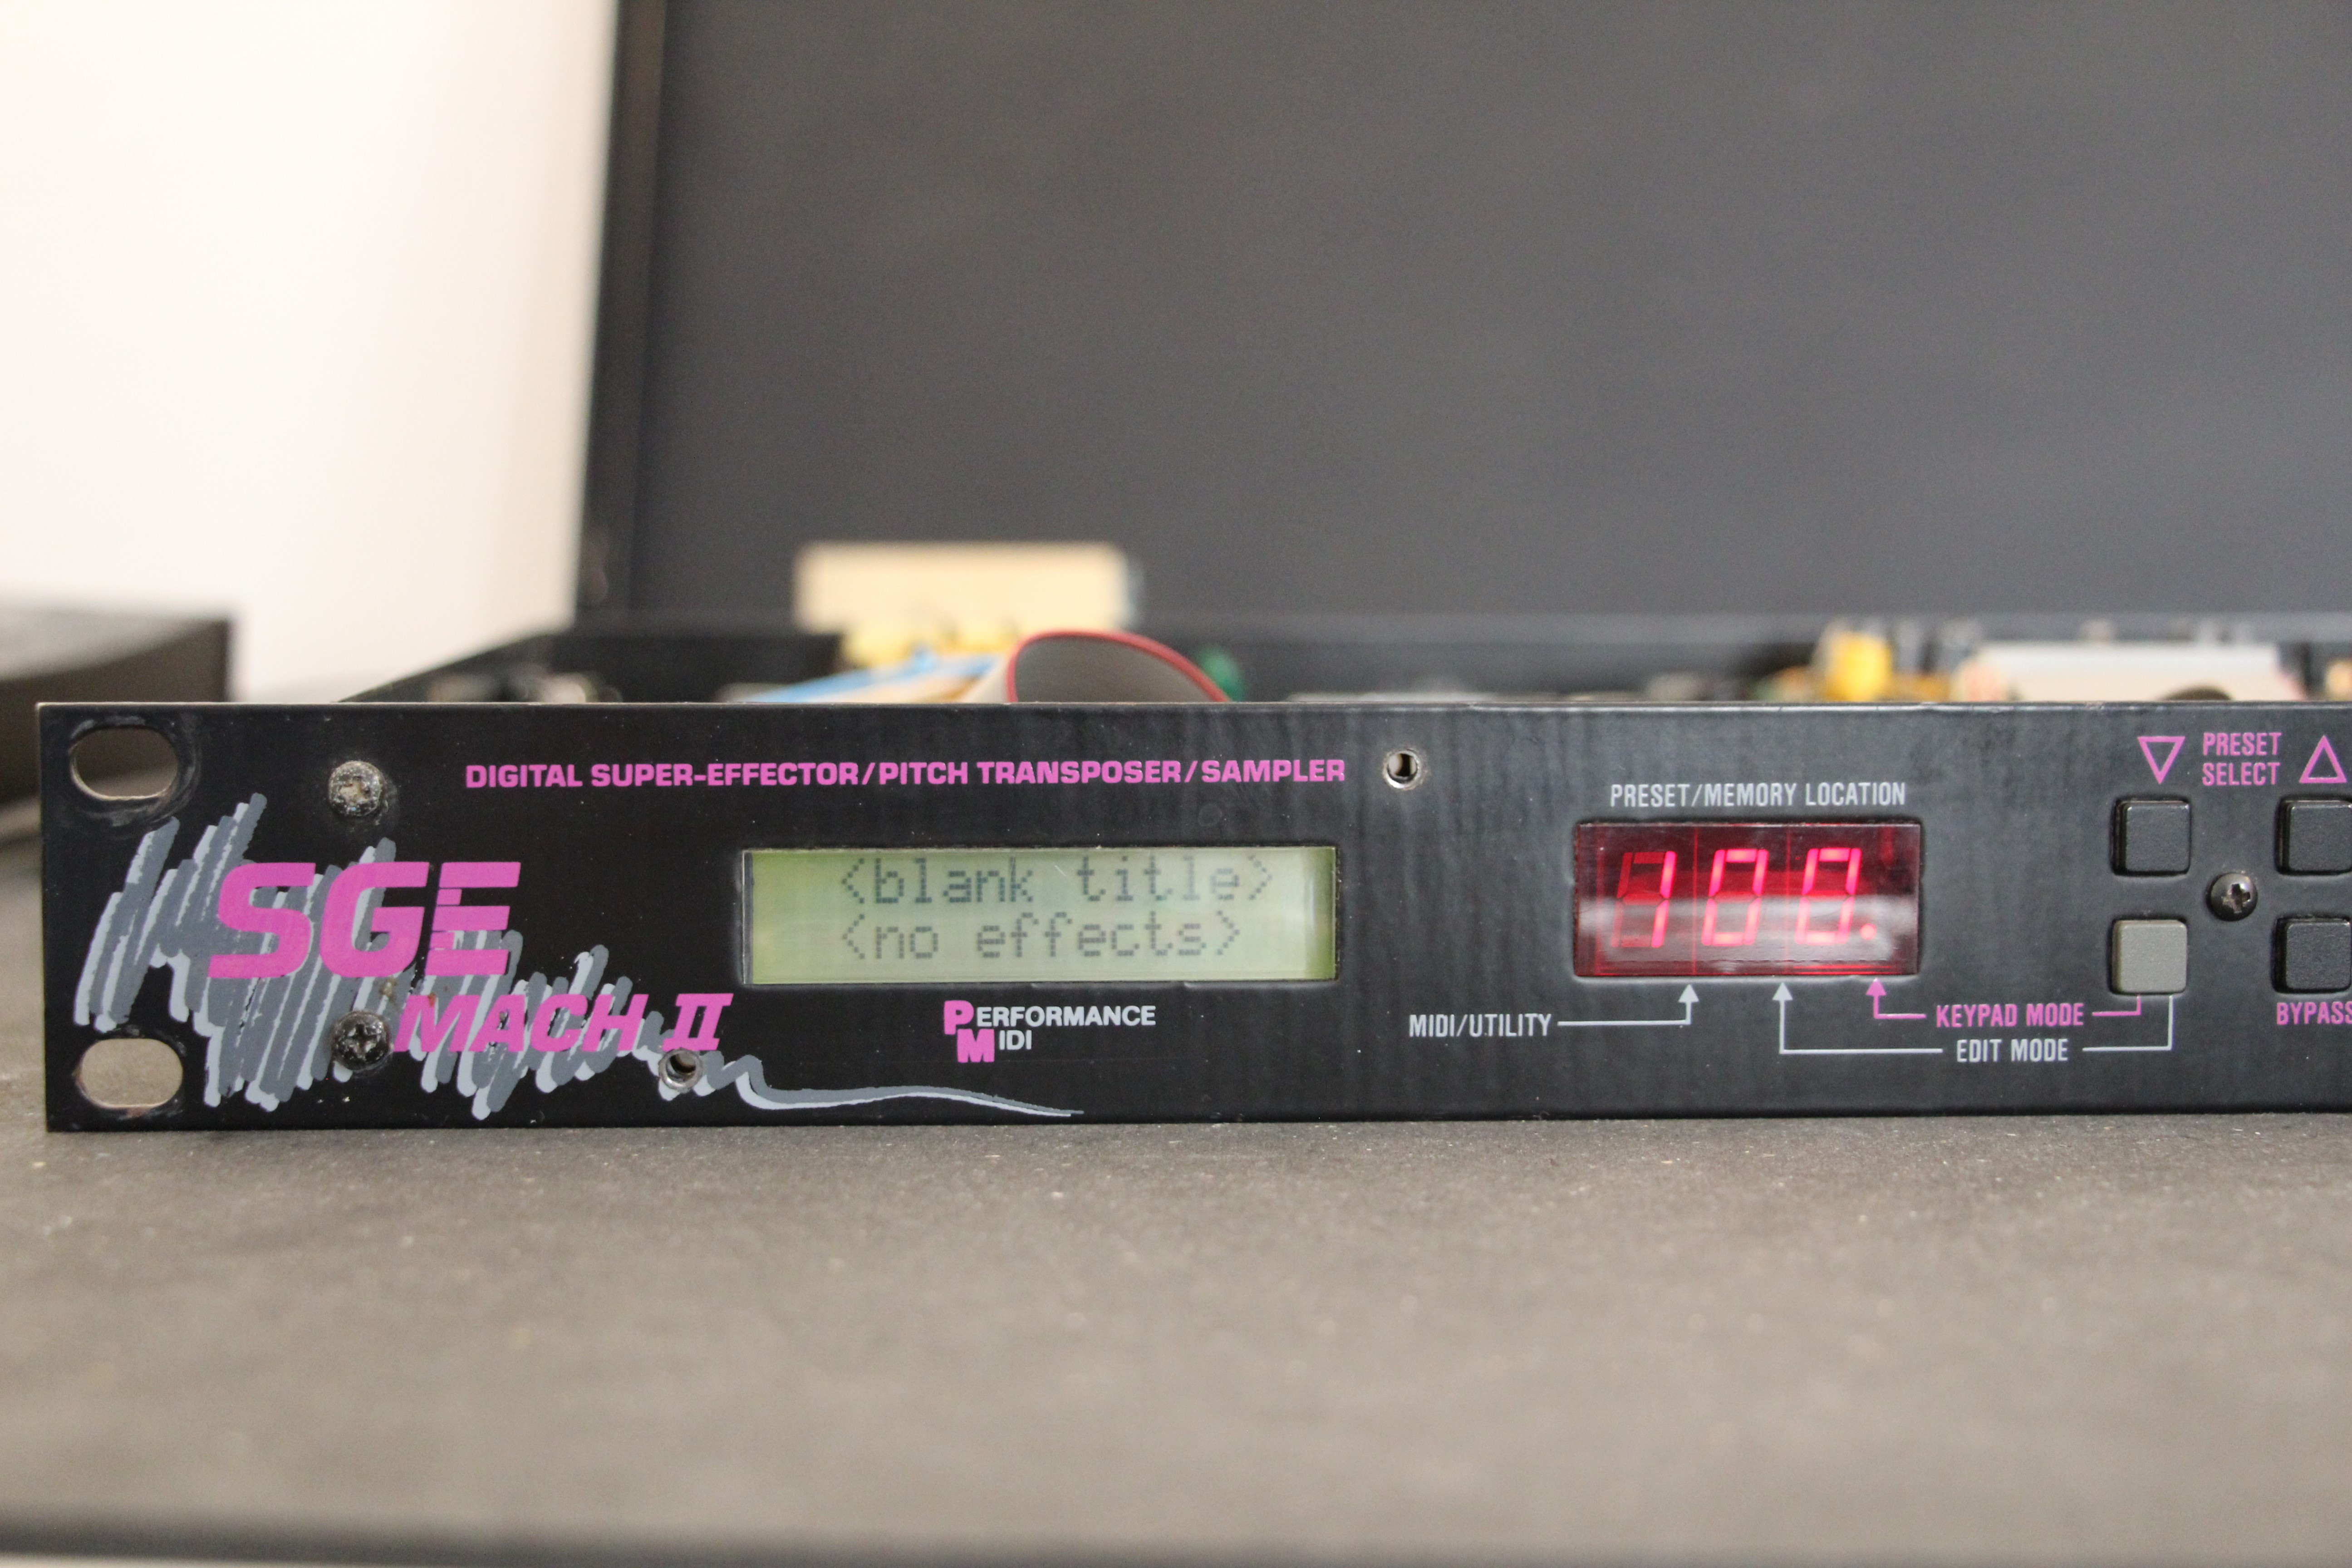 DIGITAL SUPER-EFFECTOR/PITCH TRANSPOSER/SAMPLER
SGE
MACH II
<blank title>
<no effects>
PERFORMANCE
MIDI
PRESET/MEMORY LOCATION
100.
MIDI/UTILITY
KEYPAD MODE
EDIT MODE
PRESET
SELECT
BYPASS